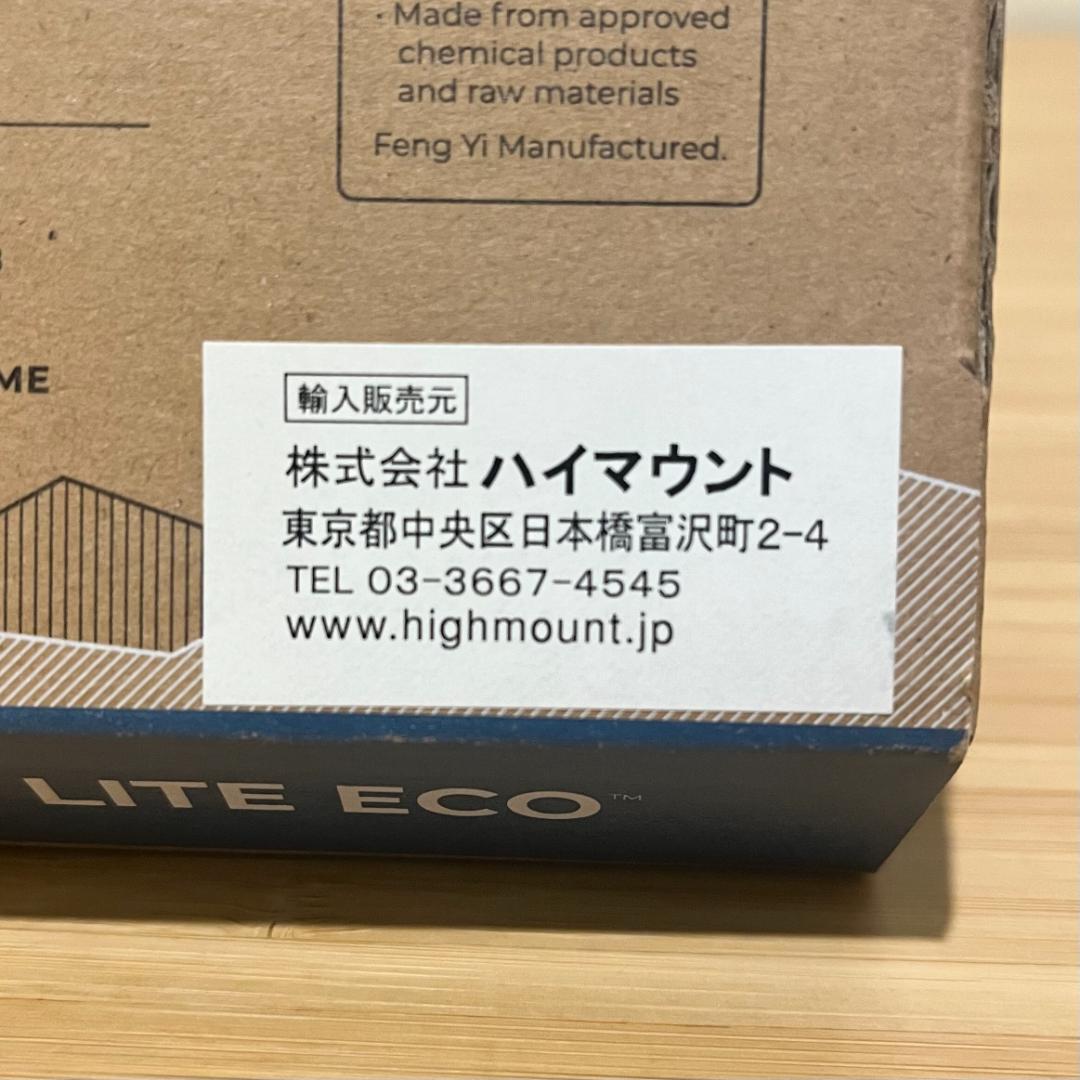 · Made from approved
chemical products
and raw materials
Feng Yi Manufactured.
ME
輸入販売元
株式会社 ハイマウント
東京都中央区日本橋富沢町2-4
TEL 03-3667-4545
www.highmount.jp
LITE ECO™